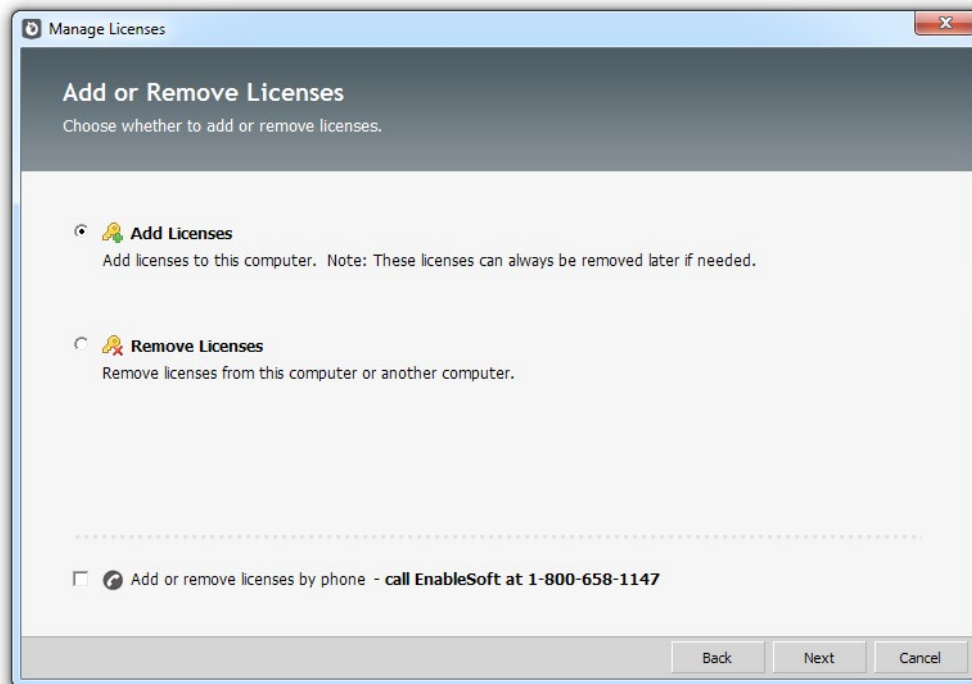 Manage Licenses
Add or Remove Licenses
Choose whether to add or remove licenses.
Add Licenses
Add licenses to this computer.  Note: These licenses can always be removed later if needed.
Remove Licenses
Remove licenses from this computer or another computer.
Add or remove licenses by phone - call EnableSoft at 1-800-658-1147
Back Next Cancel